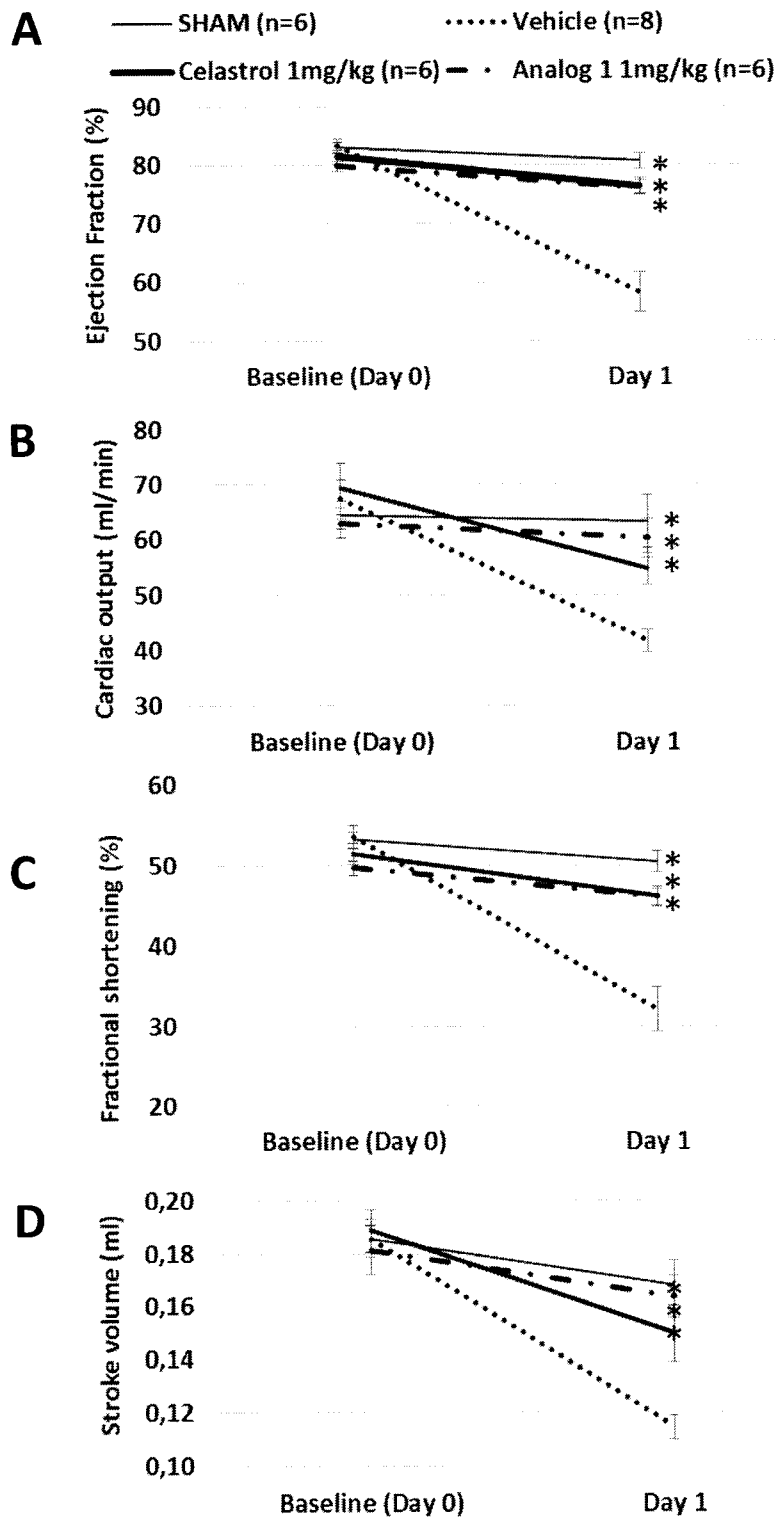 A
SHAM (n=6) Vehicle (n=8)
Celastrol 1mg/kg (n=6) Analog 1 1mg/kg (n=6)
Ejection Fraction (%)
90
80
70
60
50
*
*
*
Baseline (Day 0) Day 1
B
Cardiac output (ml/min)
80
70
60
50
40
30
*
*
*
Baseline (Day 0) Day 1
C
Fractional shortening (%)
60
50
40
30
20
*
*
*
Baseline (Day 0) Day 1
D
Stroke volume (ml)
0,20
0,18
0,16
0,14
0,12
0,10
*
*
*
Baseline (Day 0) Day 1